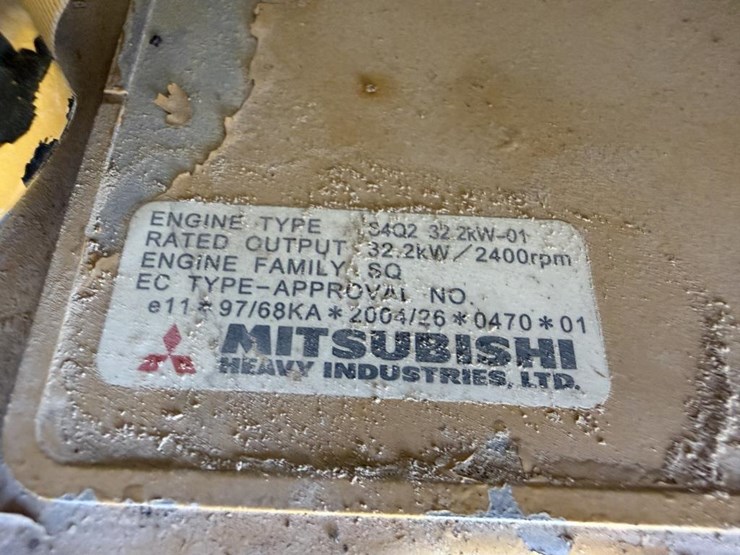 ENGINE TYPE S4Q2 32.2kW-01
RATED OUTPUT 32.2kW/2400rpm
ENGINE FAMILY SQ
EC TYPE-APPROVAL NO.
e11*97/68KA*2004/26*0470*01
MITSUBISHI
HEAVY INDUSTRIES, LTD.